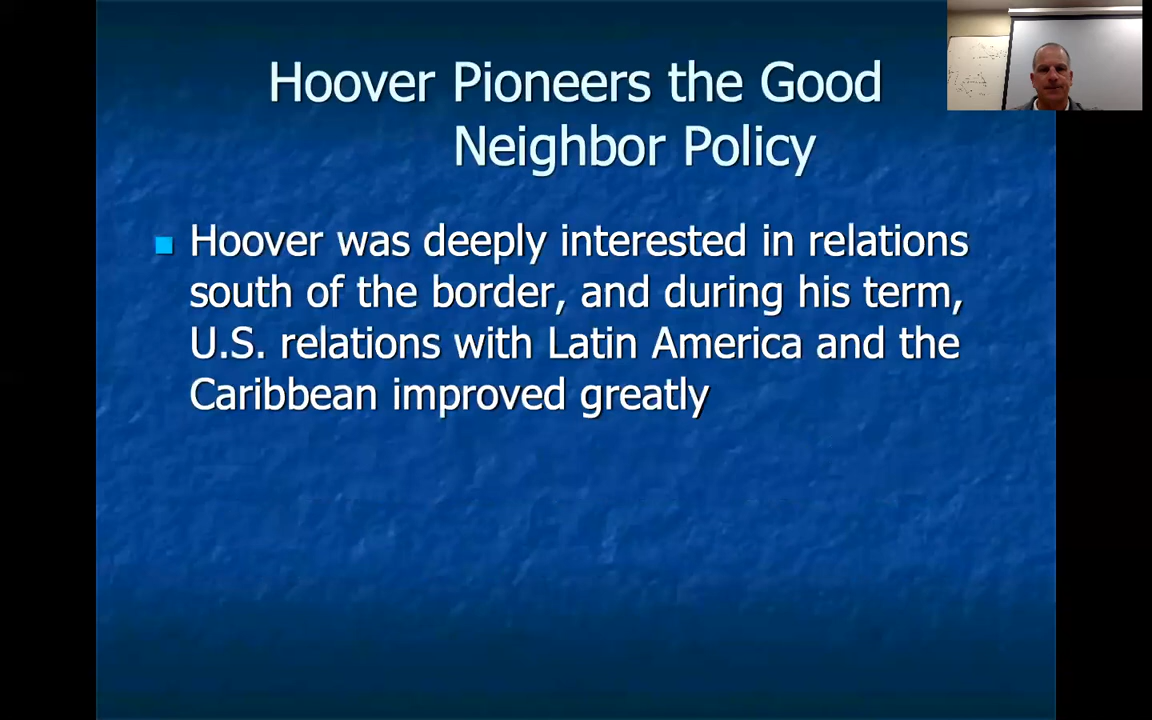 Hoover Pioneers the Good
Neighbor Policy
Hoover was deeply interested in relations
south of the border, and during his term,
U.S. relations with Latin America and the
Caribbean improved greatly